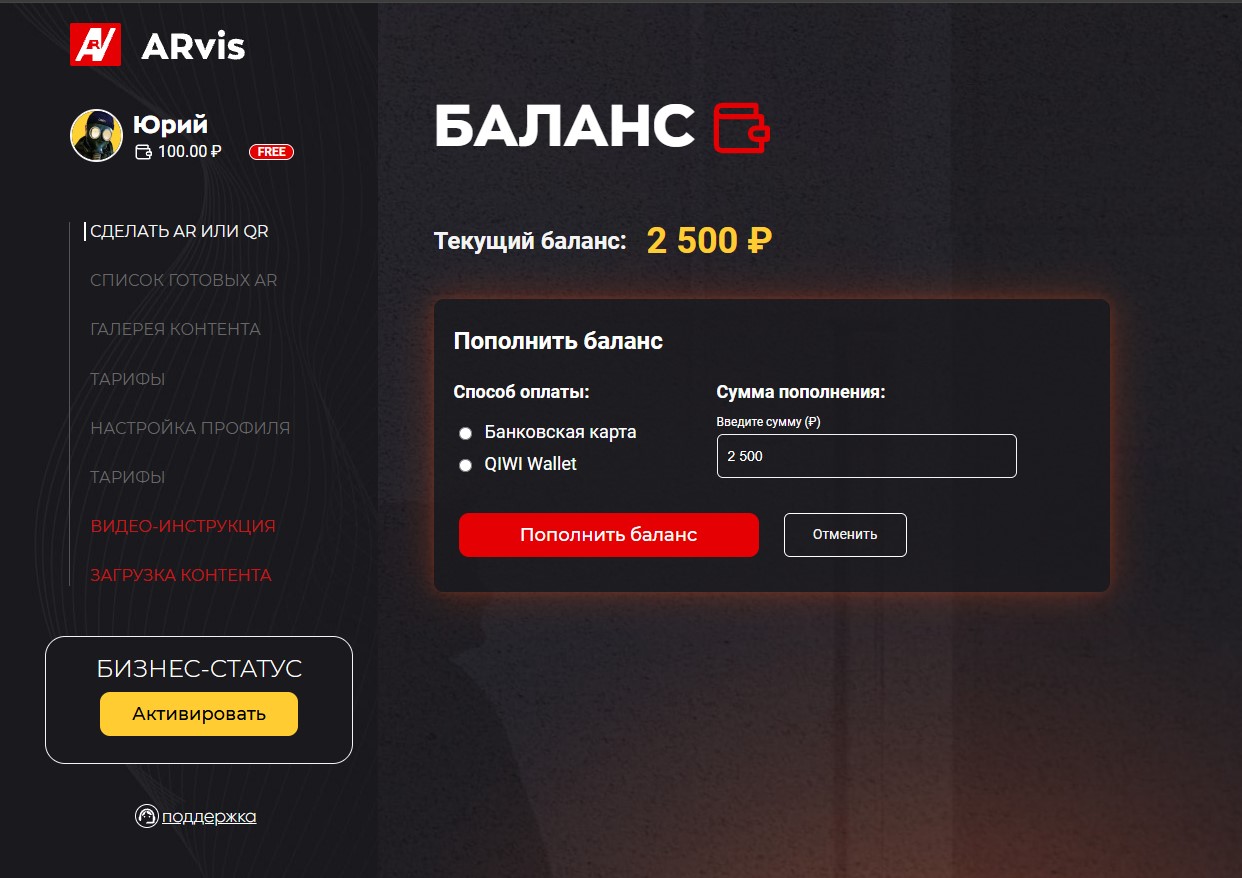 ARvis
Юрий
100.00 ₽ FREE
СДЕЛАТЬ AR ИЛИ QR
СПИСОК ГОТОВЫХ AR
ГАЛЕРЕЯ КОНТЕНТА
ТАРИФЫ
НАСТРОЙКА ПРОФИЛЯ
ТАРИФЫ
ВИДЕО-ИНСТРУКЦИЯ
ЗАГРУЗКА КОНТЕНТА
БИЗНЕС-СТАТУС
Активировать
поддержка
БАЛАНС
Текущий баланс: 2 500 ₽
Пополнить баланс
Способ оплаты:
Банковская карта
QIWI Wallet
Сумма пополнения:
Введите сумму (₽)
2 500
Пополнить баланс
Отменить